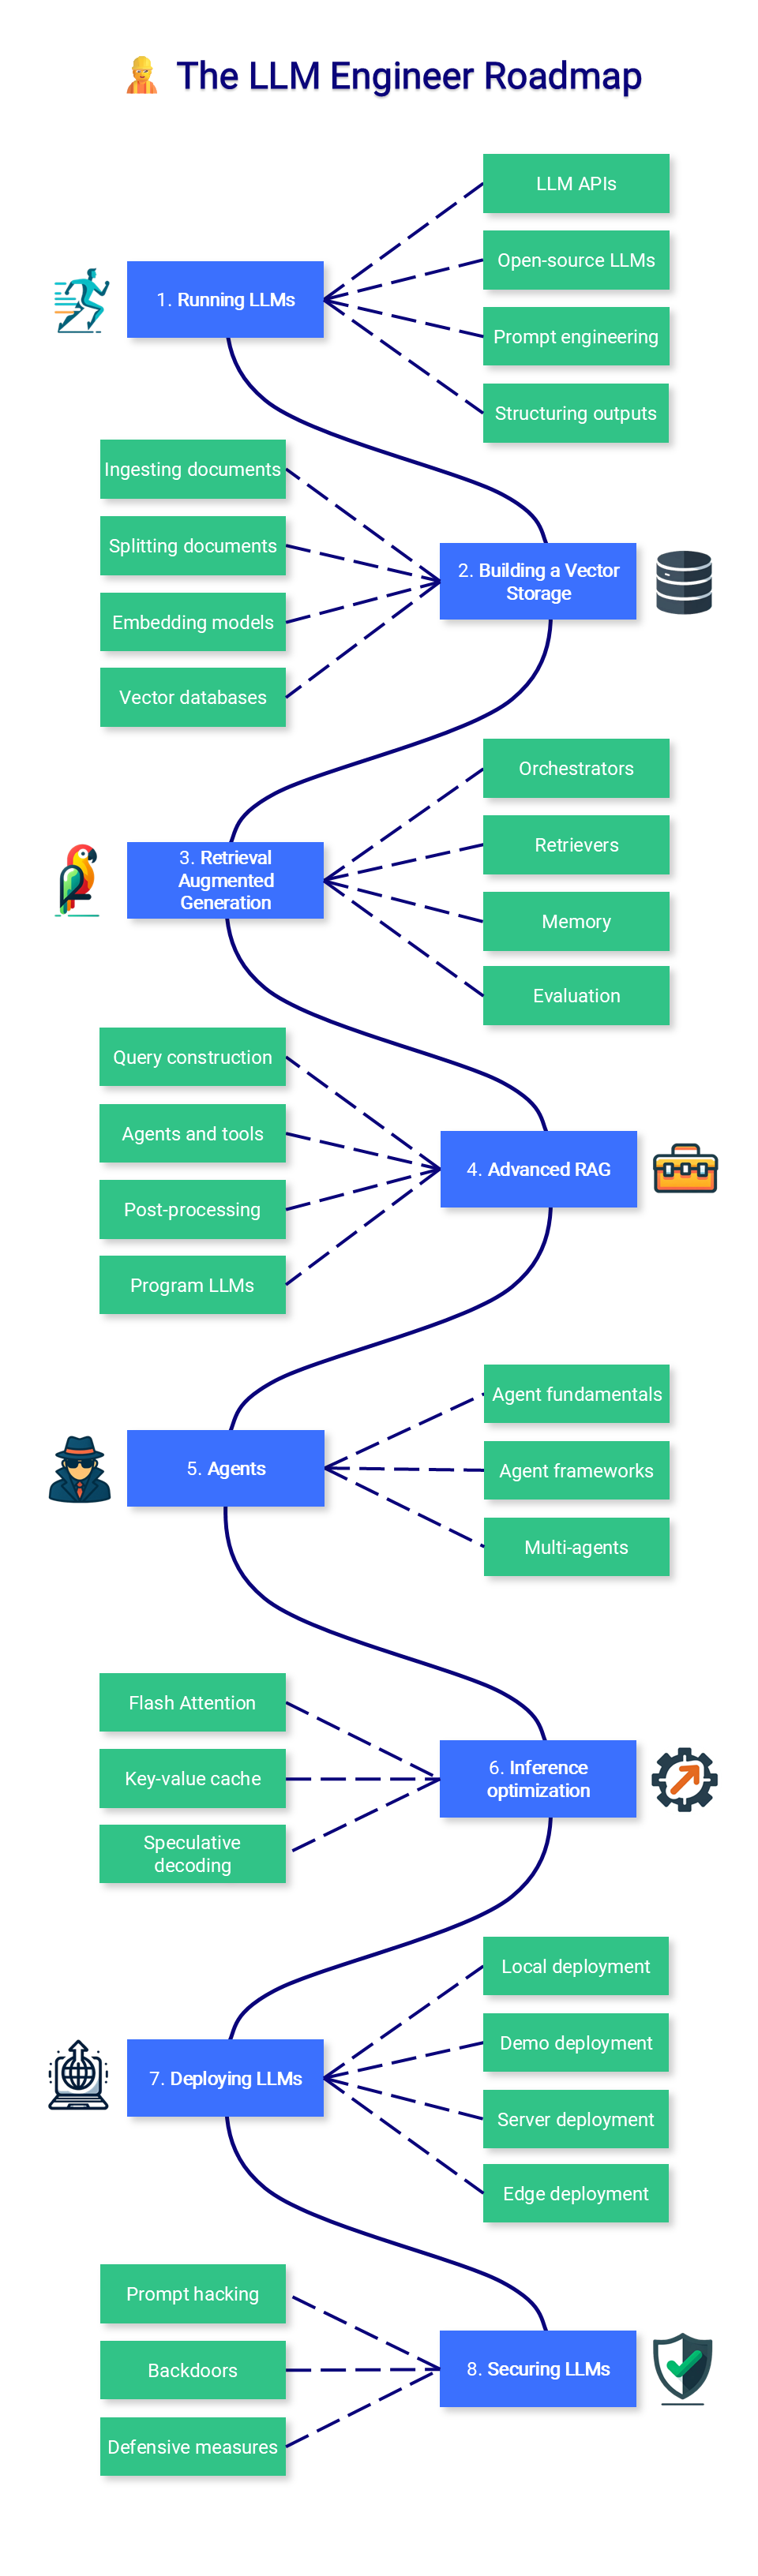 The LLM Engineer Roadmap
1. Running LLMs
LLM APIs
Open-source LLMs
Prompt engineering
Structuring outputs
2. Building a Vector
Storage
Ingesting documents
Splitting documents
Embedding models
Vector databases
3. Retrieval
Augmented
Generation
Orchestrators
Retrievers
Memory
Evaluation
4. Advanced RAG
Query construction
Agents and tools
Post-processing
Program LLMs
5. Agents
Agent fundamentals
Agent frameworks
Multi-agents
6. Inference
optimization
Flash Attention
Key-value cache
Speculative
decoding
7. Deploying LLMs
Local deployment
Demo deployment
Server deployment
Edge deployment
8. Securing LLMs
Prompt hacking
Backdoors
Defensive measures